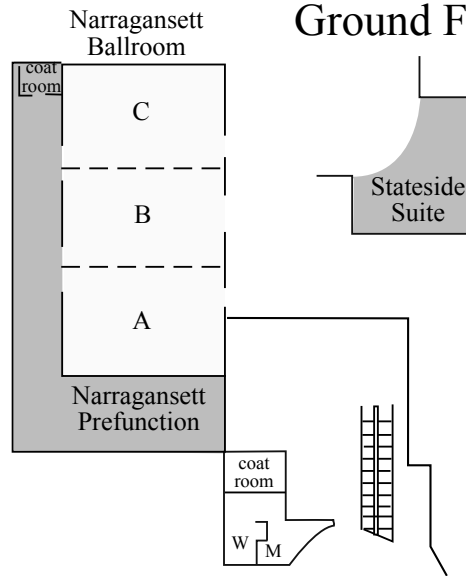 Narragansett
Ballroom
Ground F
coat
room
C
B
A
Stateside
Suite
Narragansett
Prefunction
coat
room
W
M